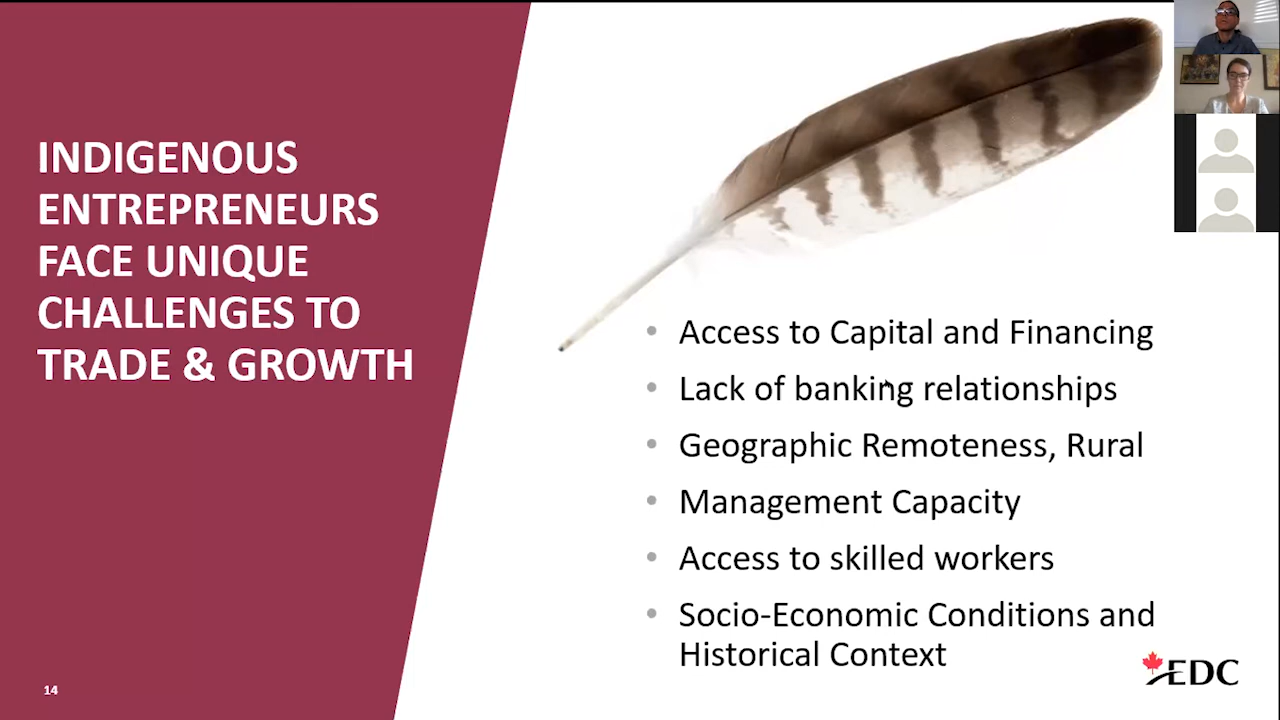 INDIGENOUS
ENTREPRENEURS
FACE UNIQUE
CHALLENGES TO
TRADE & GROWTH
• Access to Capital and Financing
• Lack of banking relationships
• Geographic Remoteness, Rural
• Management Capacity
• Access to skilled workers
• Socio-Economic Conditions and
Historical Context
14
EDC